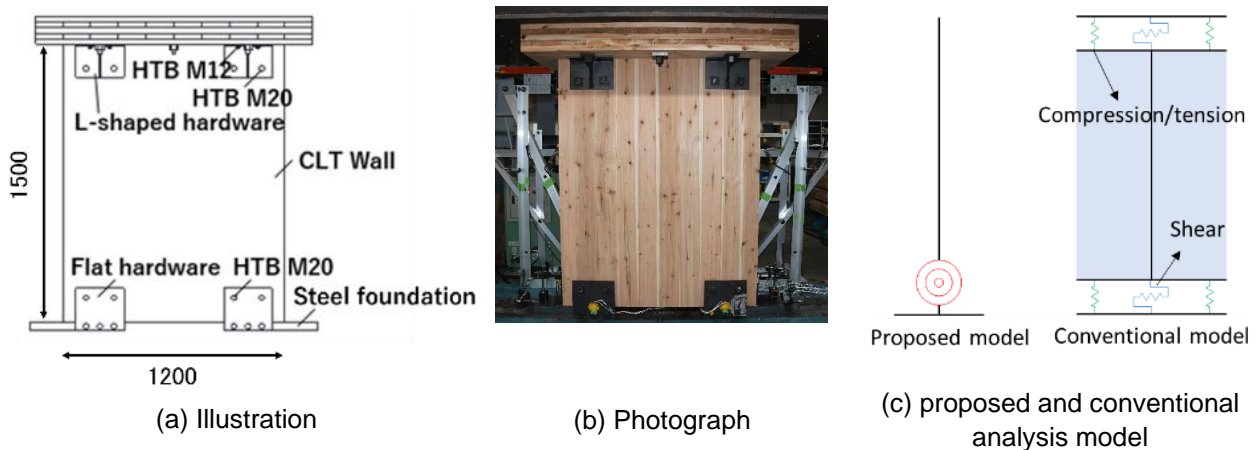 HTB M12
HTB M20
L-shaped hardware
1500
CLT Wall
Flat hardware
HTB M20
Steel foundation
1200
(a) Illustration
(b) Photograph
Compression/tension
Shear
Proposed model
Conventional model
(c) proposed and conventional
analysis model